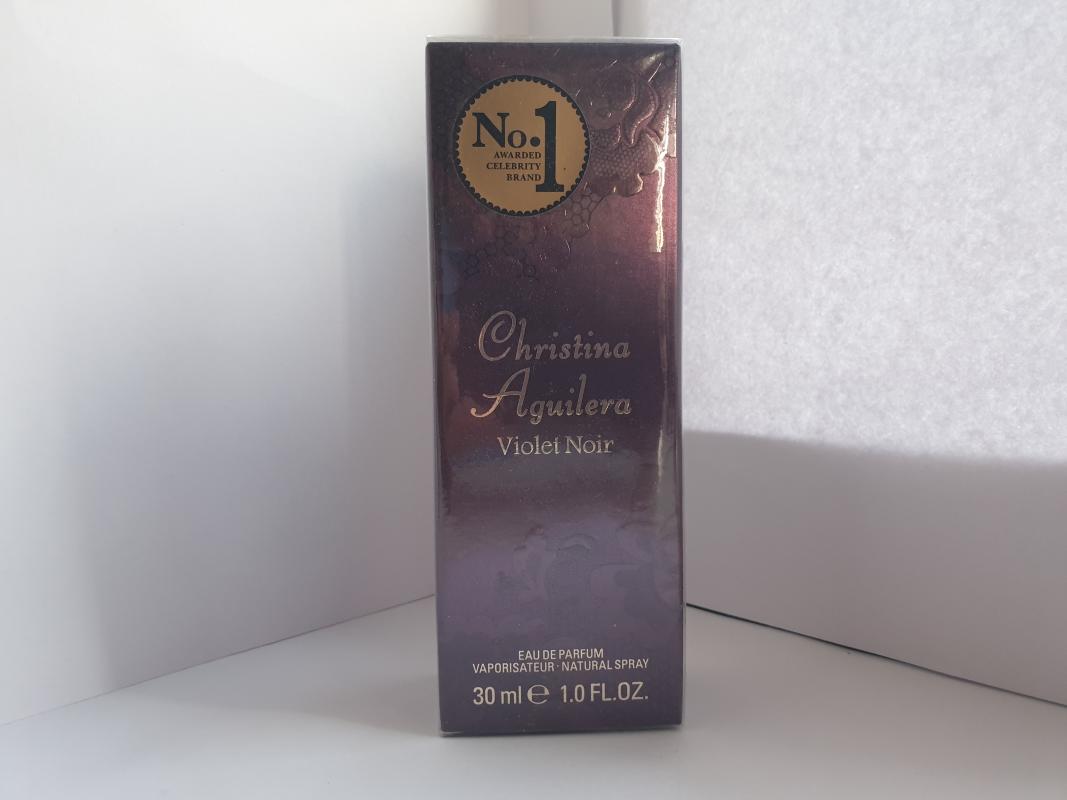 No.1
AWARDED
CELEBRITY
BRAND
Christina
Aguilera
Violet Noir
EAU DE PARFUM
VAPORISATEUR · NATURAL SPRAY
30 ml ℮ 1.0 FL.OZ.